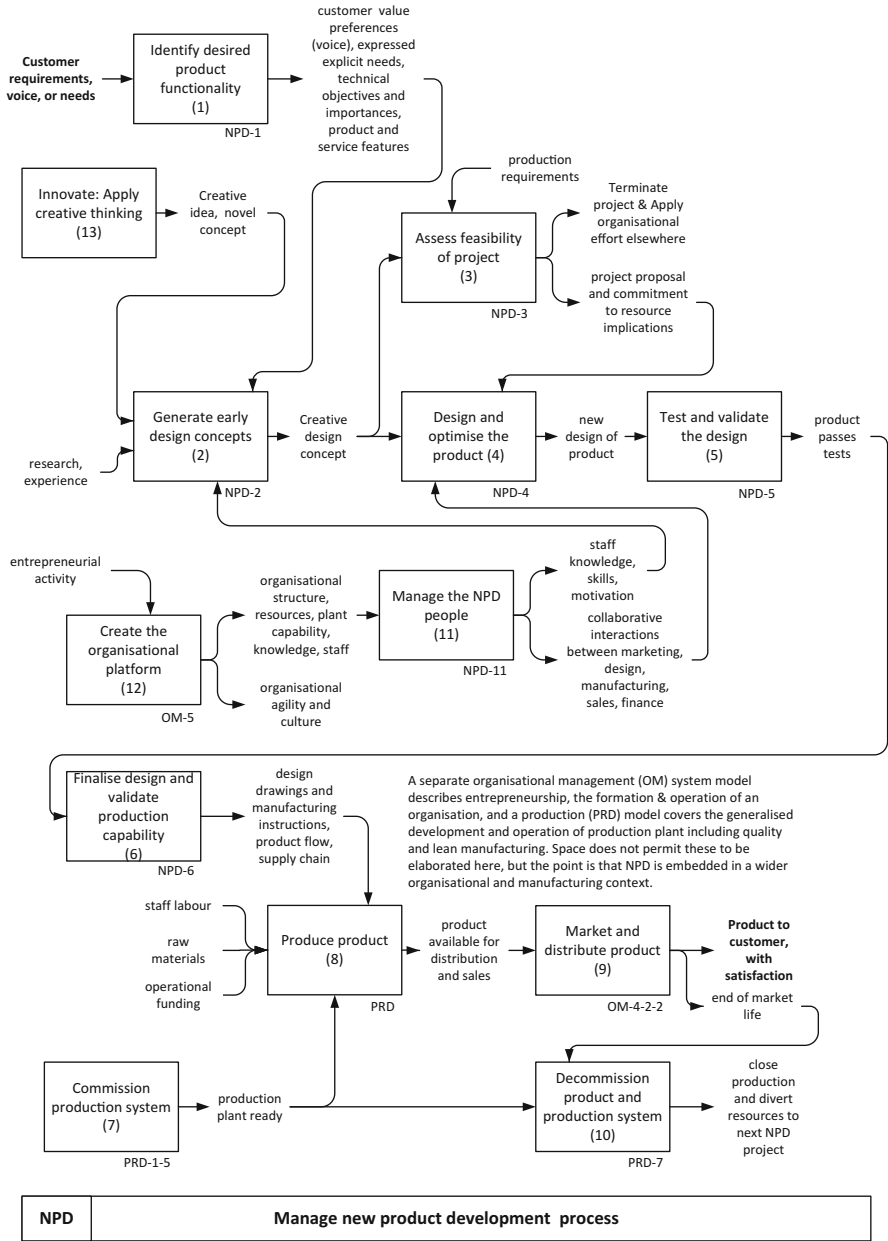 Customer
requirements,
voice, or needs
Identify desired
product
functionality
(1)
NPD-1
customer value
preferences
(voice), expressed
explicit needs,
technical
objectives and
importances,
product and
service features
Innovate: Apply
creative thinking
(13)
Creative
idea, novel
concept
production
requirements
Assess feasibility
of project
(3)
NPD-3
Terminate
project & Apply
organisational
effort elsewhere
project proposal
and commitment
to resource
implications
research,
experience
Generate early
design concepts
(2)
NPD-2
Creative
design
concept
Design and
optimise the
product (4)
NPD-4
new
design of
product
Test and validate
the design
(5)
NPD-5
product
passes
tests
entrepreneurial
activity
Create the
organisational
platform
(12)
OM-5
organisational
structure,
resources, plant
capability,
knowledge, staff
organisational
agility and
culture
Manage the NPD
people
(11)
NPD-11
staff
knowledge,
skills,
motivation
collaborative
interactions
between marketing,
design,
manufacturing,
sales, finance
Finalise design and
validate
production
capability
(6)
NPD-6
design
drawings and
manufacturing
instructions,
product flow,
supply chain
A separate organisational management (OM) system model
describes entrepreneurship, the formation & operation of an
organisation, and a production (PRD) model covers the generalised
development and operation of production plant including quality
and lean manufacturing. Space does not permit these to be
elaborated here, but the point is that NPD is embedded in a wider
organisational and manufacturing context.
staff labour
raw
materials
operational
funding
Produce product
(8)
PRD
product
available for
distribution
and sales
Market and
distribute product
(9)
OM-4-2-2
Product to
customer,
with
satisfaction
end of market
life
Commission
production system
(7)
PRD-1-5
production
plant ready
Decommission
product and
production system
(10)
PRD-7
close
production
and divert
resources to
next NPD
project
NPD
Manage new product development process